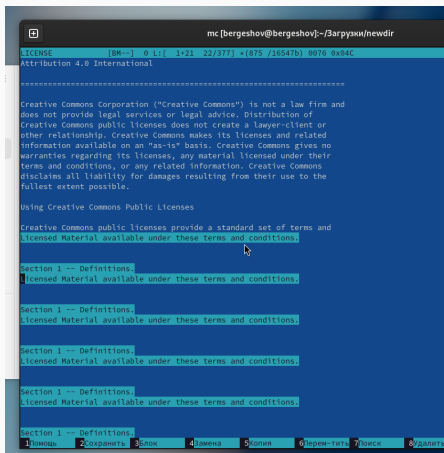 mc [bergeshov@bergeshov]:~/Загрузки/newdir
LICENSE [BM--] 0 L:[ 1+21 22/377] *(875 /16547b) 0076 0x04C
Attribution 4.0 International
=======================================================================
Creative Commons Corporation ("Creative Commons") is not a law firm and
does not provide legal services or legal advice. Distribution of
Creative Commons public licenses does not create a lawyer-client or
other relationship. Creative Commons makes its licenses and related
information available on an "as-is" basis. Creative Commons gives no
warranties regarding its licenses, any material licensed under their
terms and conditions, or any related information. Creative Commons
disclaims all liability for damages resulting from their use to the
fullest extent possible.
Using Creative Commons Public Licenses
Creative Commons public licenses provide a standard set of terms and
Licensed Material available under these terms and conditions.
Section 1 -- Definitions.
Licensed Material available under these terms and conditions.
Section 1 -- Definitions.
Licensed Material available under these terms and conditions.
Section 1 -- Definitions.
Licensed Material available under these terms and conditions.
Section 1 -- Definitions.
Licensed Material available under these terms and conditions.
Section 1 -- Definitions.
1Помощь 2Сохранить 3Блок 4Замена 5Копия 6Перем~тить 7Поиск 8Удалить